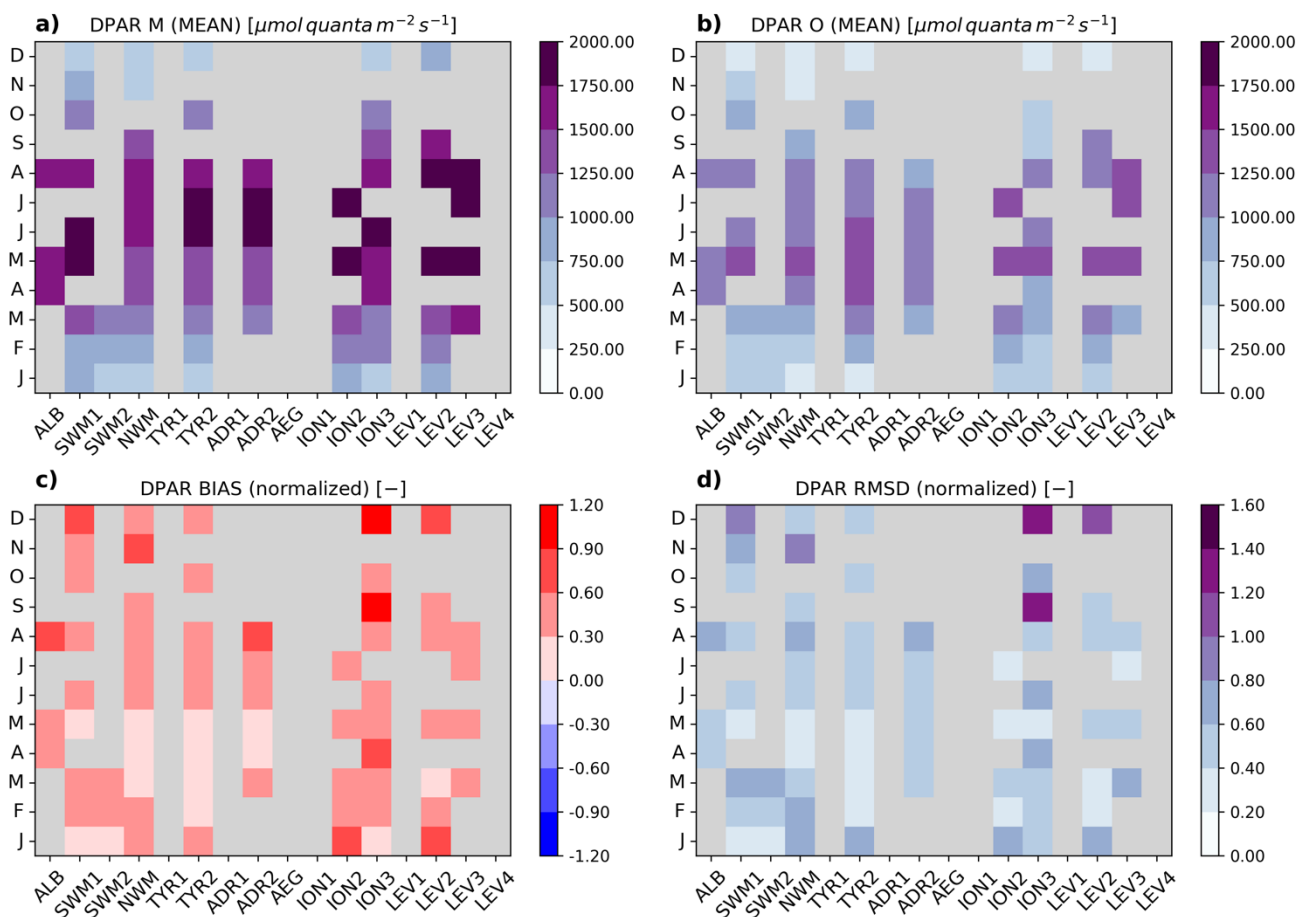 a) DPAR M (MEAN) [μmol quanta m⁻² s⁻¹]
D
N
O
S
A
J
J
M
A
M
F
J
2000.00
1750.00
1500.00
1250.00
1000.00
750.00
500.00
250.00
0.00
ALB SWM1 SWM2 NWM TYR1 TYR2 ADR1 ADR2 AEG ION1 ION2 ION3 LEV1 LEV2 LEV3 LEV4
b) DPAR O (MEAN) [μmol quanta m⁻² s⁻¹]
D
N
O
S
A
J
J
M
A
M
F
J
2000.00
1750.00
1500.00
1250.00
1000.00
750.00
500.00
250.00
0.00
ALB SWM1 SWM2 NWM TYR1 TYR2 ADR1 ADR2 AEG ION1 ION2 ION3 LEV1 LEV2 LEV3 LEV4
c) DPAR BIAS (normalized) [−]
D
N
O
S
A
J
J
M
A
M
F
J
1.20
0.90
0.60
0.30
0.00
-0.30
-0.60
-0.90
-1.20
ALB SWM1 SWM2 NWM TYR1 TYR2 ADR1 ADR2 AEG ION1 ION2 ION3 LEV1 LEV2 LEV3 LEV4
d) DPAR RMSD (normalized) [−]
D
N
O
S
A
J
J
M
A
M
F
J
1.60
1.40
1.20
1.00
0.80
0.60
0.40
0.20
0.00
ALB SWM1 SWM2 NWM TYR1 TYR2 ADR1 ADR2 AEG ION1 ION2 ION3 LEV1 LEV2 LEV3 LEV4